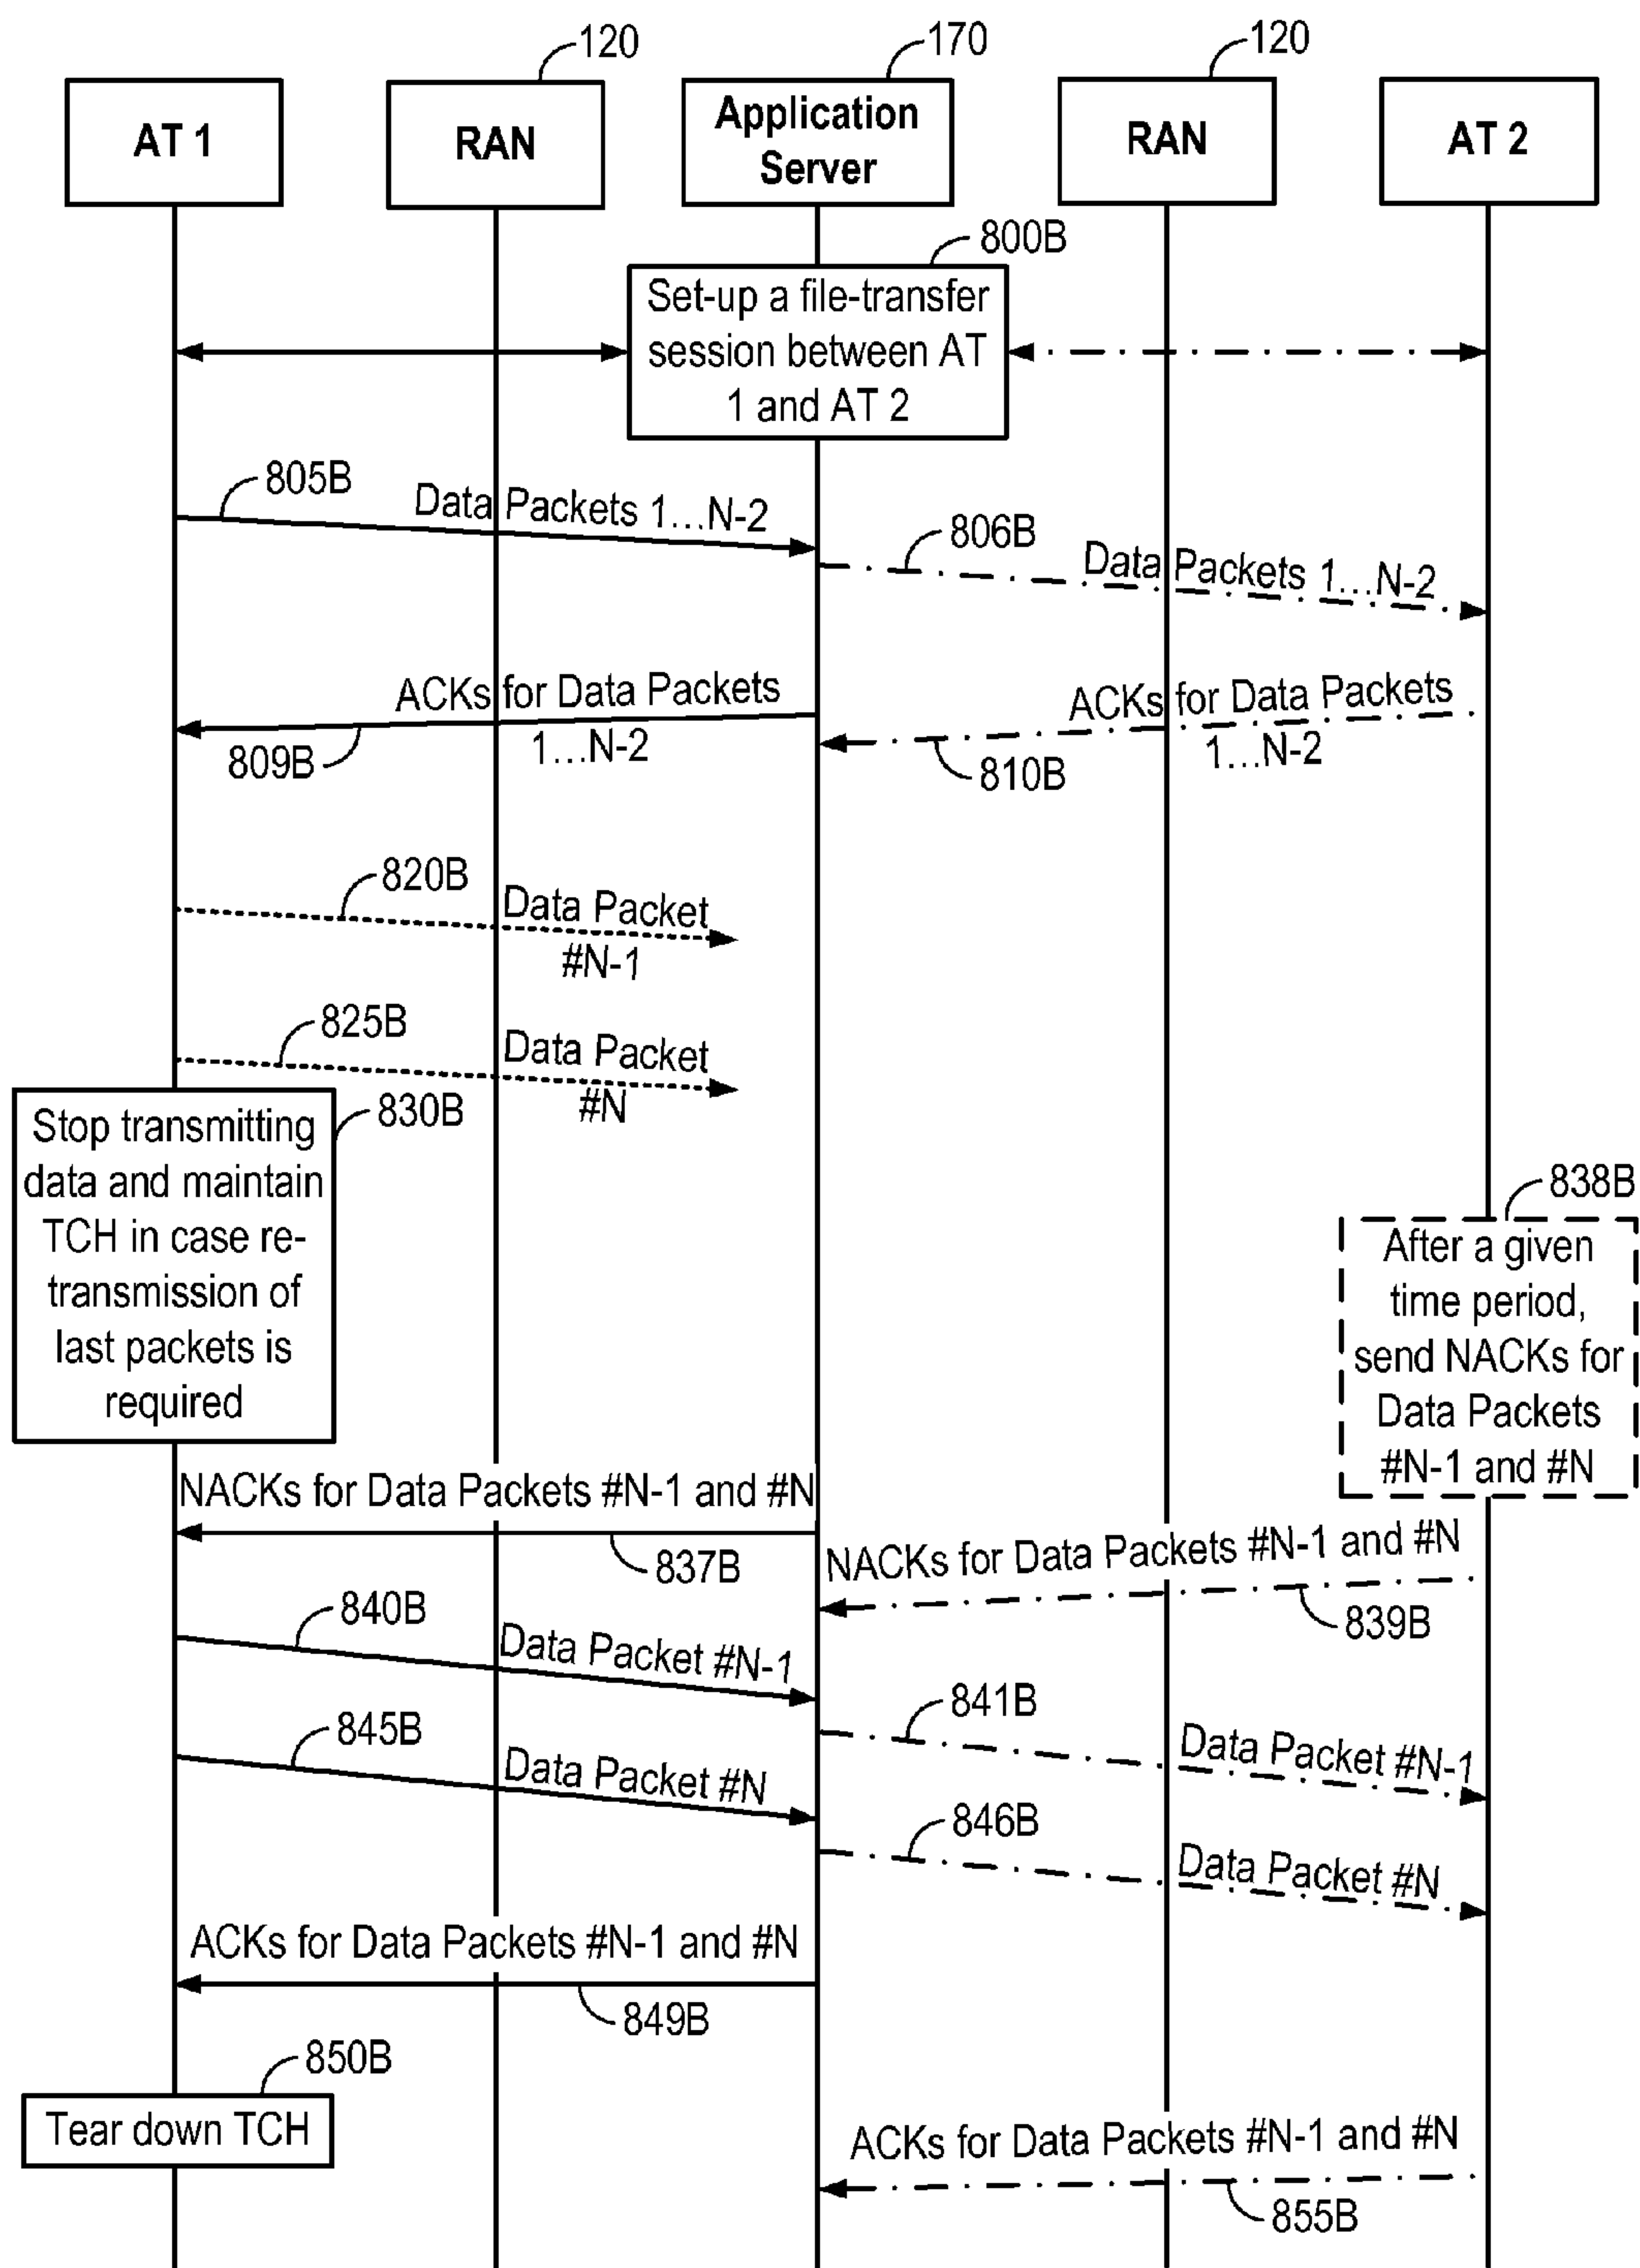 120
170
120
AT 1
RAN
Application
Server
RAN
AT 2
800B
Set-up a file-transfer
session between AT
1 and AT 2
805B
Data Packets 1...N-2
806B
Data Packets 1...N-2
ACKs for Data Packets
1...N-2
809B
ACKs for Data Packets
1...N-2
810B
820B
Data Packet
#N-1
825B
Data Packet
#N
830B
Stop transmitting
data and maintain
TCH in case re-
transmission of
last packets is
required
838B
After a given
time period,
send NACKs for
Data Packets
#N-1 and #N
NACKs for Data Packets #N-1 and #N
837B
NACKs for Data Packets #N-1 and #N
839B
840B
Data Packet #N-1
841B
Data Packet #N-1
845B
Data Packet #N
846B
Data Packet #N
ACKs for Data Packets #N-1 and #N
849B
850B
Tear down TCH
ACKs for Data Packets #N-1 and #N
855B